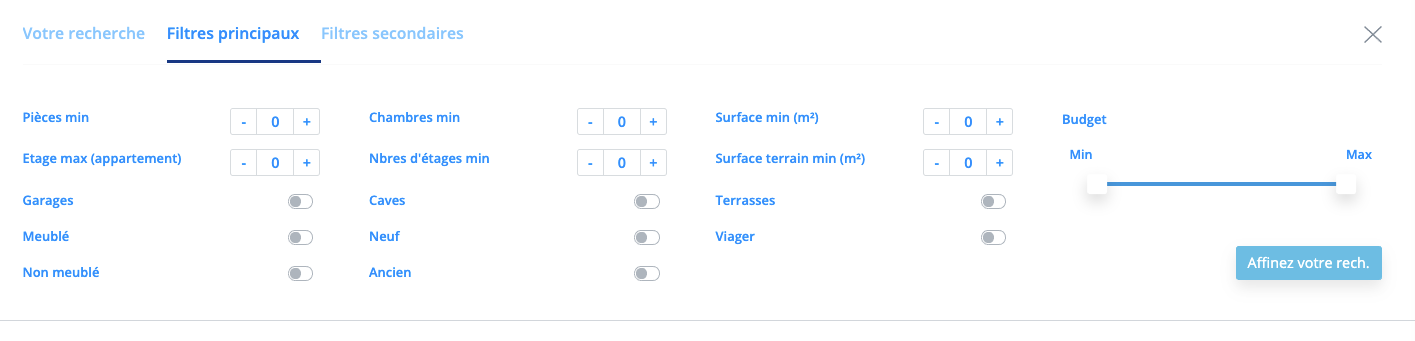 Votre recherche Filtres principaux Filtres secondaires
Pièces min - 0 + Chambres min - 0 + Surface min (m²) - 0 + Budget
Etage max (appartement) - 0 + Nbres d'étages min - 0 + Surface terrain min (m²) - 0 + Min Max
Garages Caves Terrasses
Meublé Neuf Viager
Non meublé Ancien Affinez votre rech.